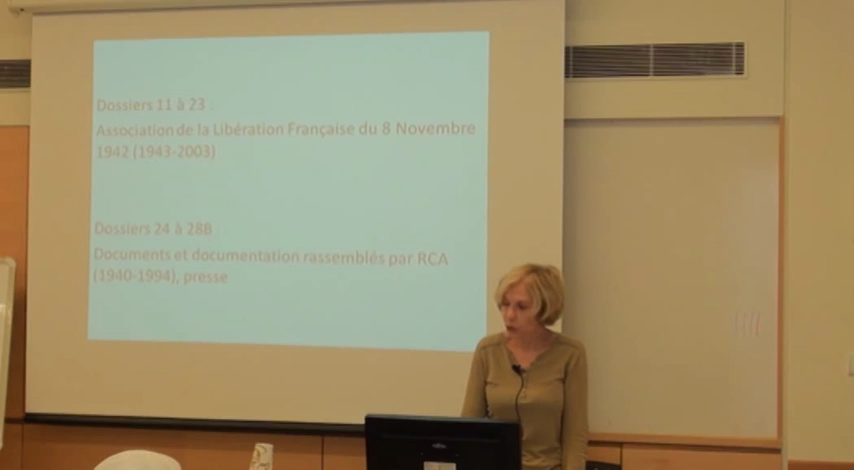 Dossiers 11 à 23 :
Association de la Libération Française du 8 Novembre
1942 (1943-2003)
Dossiers 24 à 28B :
Documents et documentation rassemblés par RCA
(1940-1994), presse
FUJITSU